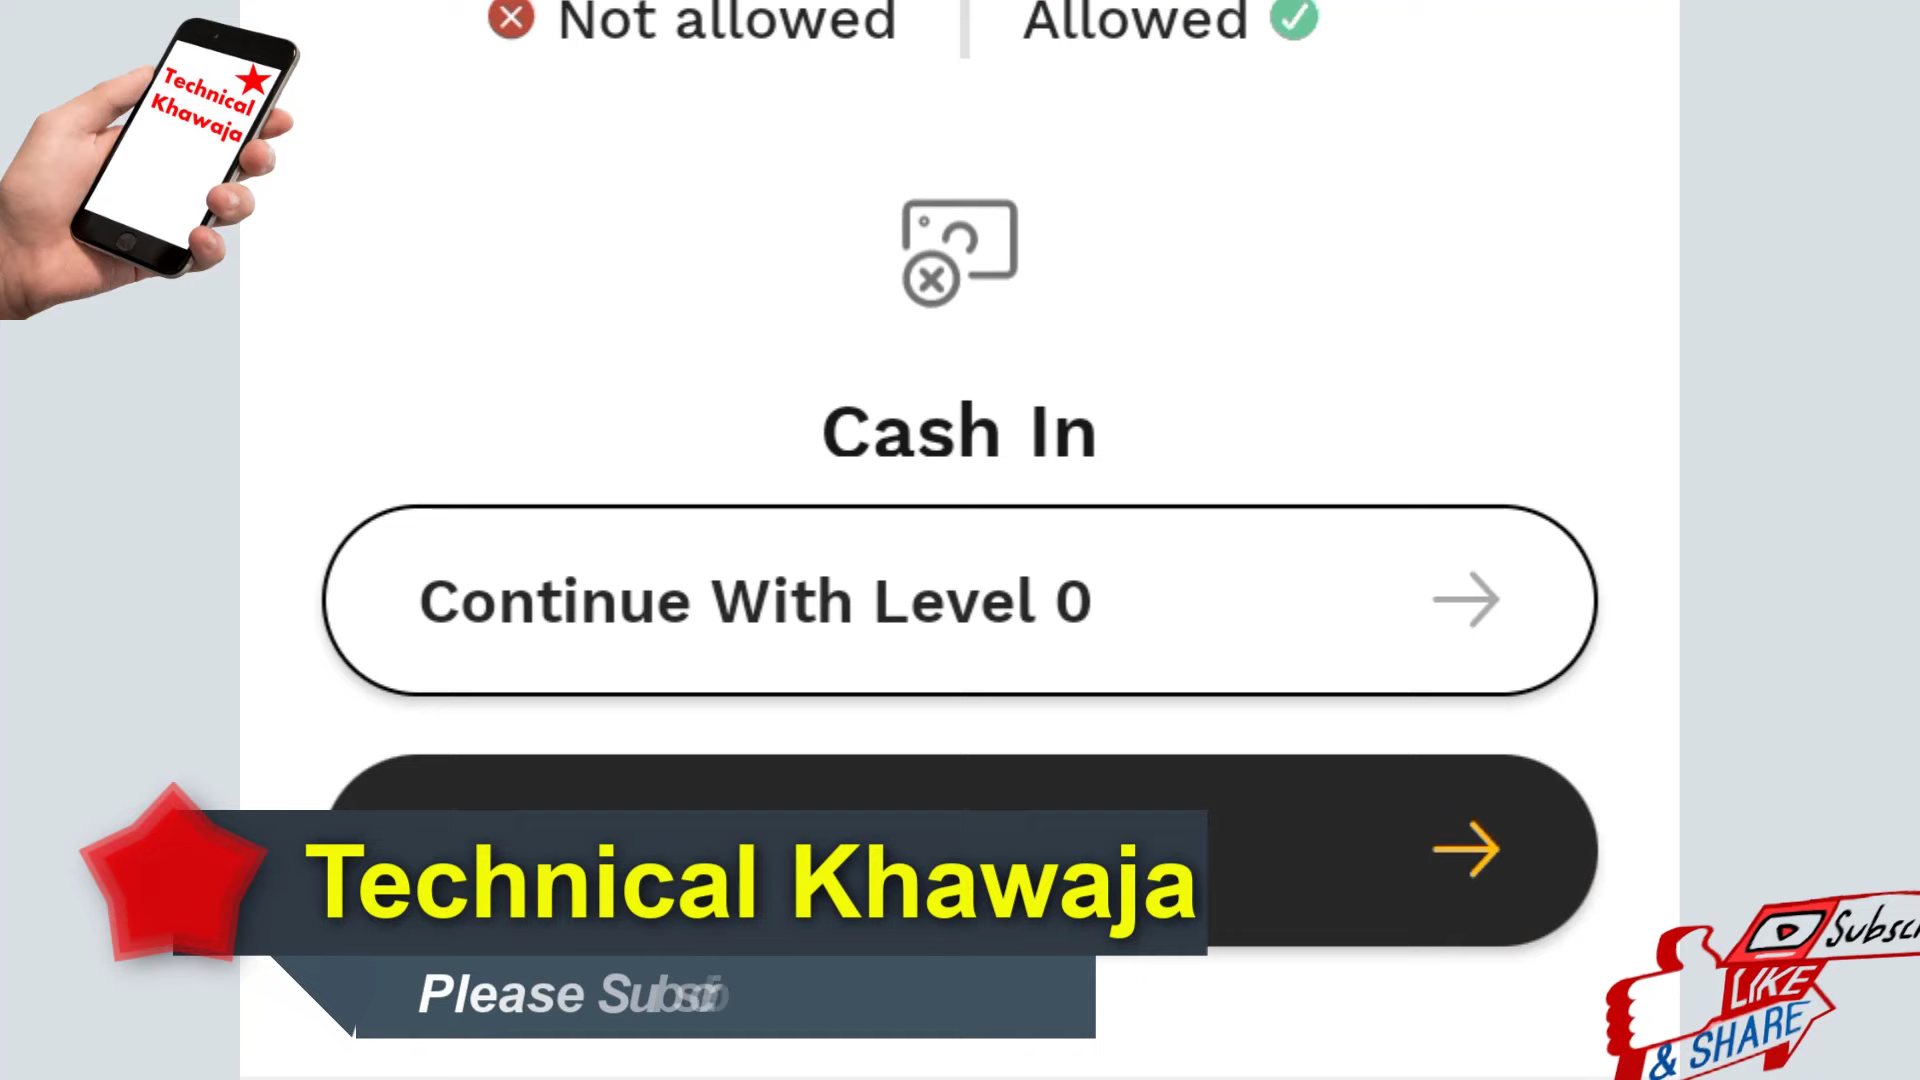 Not allowed
Allowed
Technical
Khawaja
Cash In
Continue With Level 0
Technical Khawaja
Please
LIKE
& SHARE